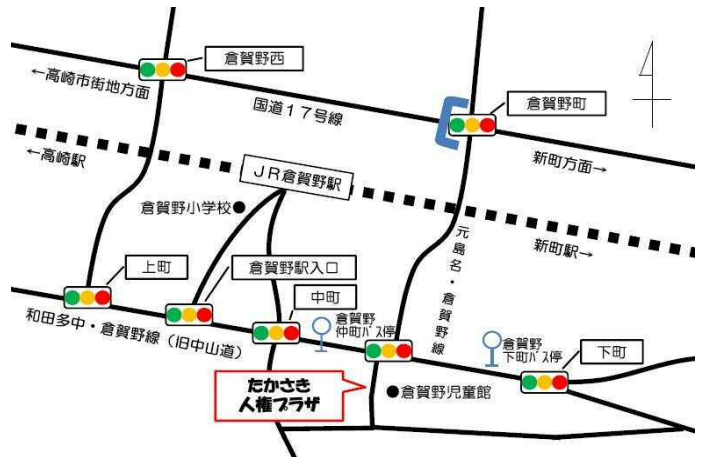 倉賀野西
←高崎市街地方面
国道17号線
倉賀野町
新町方面→
←高崎駅
JR倉賀野駅
倉賀野小学校
元島名・倉賀野線
新町駅→
上町
倉賀野駅入口
中町
倉賀野
仲町バス停
和田多中・倉賀野線(旧中山道)
倉賀野
下町バス停
下町
たかさき
人権プラザ
倉賀野児童館